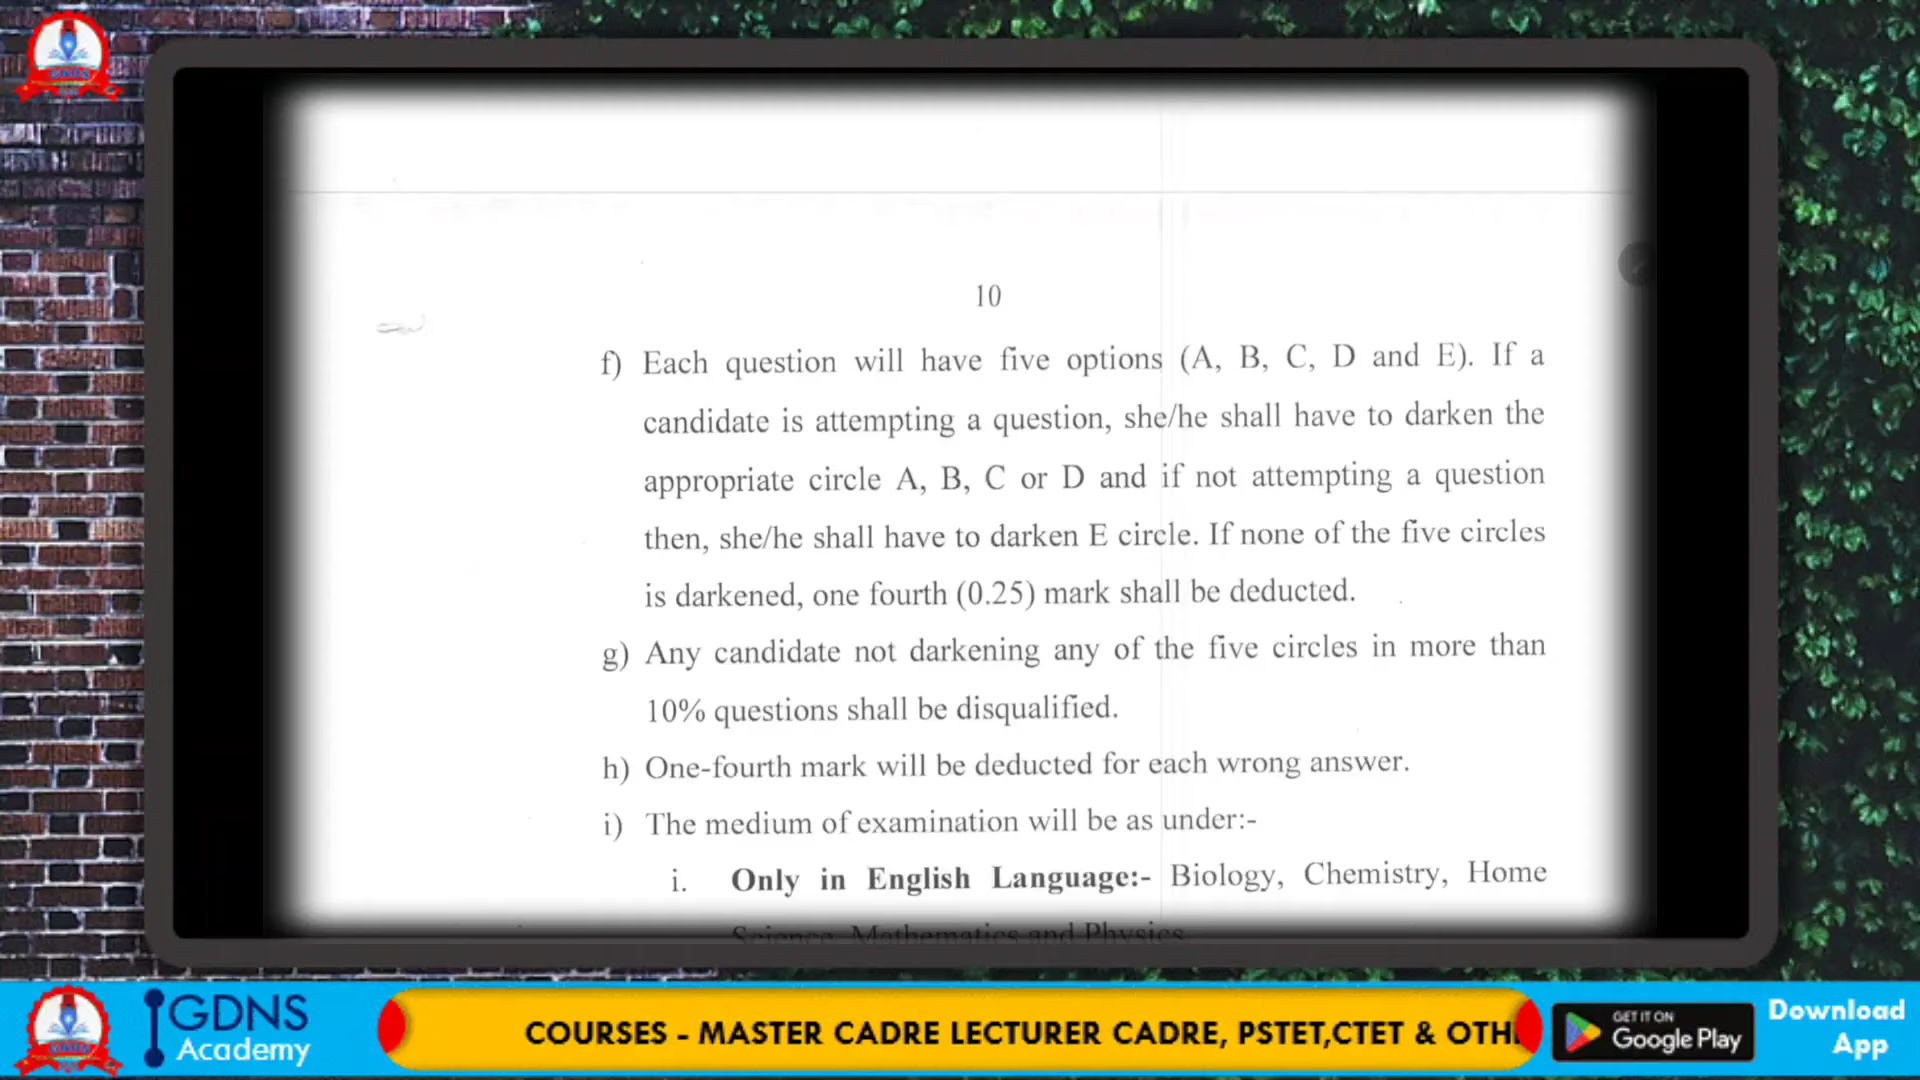 GNDS
10
f) Each question will have five options (A, B, C, D and E). If a
candidate is attempting a question, she/he shall have to darken the
appropriate circle A, B, C or D and if not attempting a question
then, she/he shall have to darken E circle. If none of the five circles
is darkened, one fourth (0.25) mark shall be deducted.
g) Any candidate not darkening any of the five circles in more than
10% questions shall be disqualified.
h) One-fourth mark will be deducted for each wrong answer.
i) The medium of examination will be as under:-
i. Only in English Language:- Biology, Chemistry, Home
Science, Mathematics and Physics
GDNS
Academy
COURSES - MASTER CADRE LECTURER CADRE, PSTET,CTET & OTH
GET IT ON
Google Play
Download
App